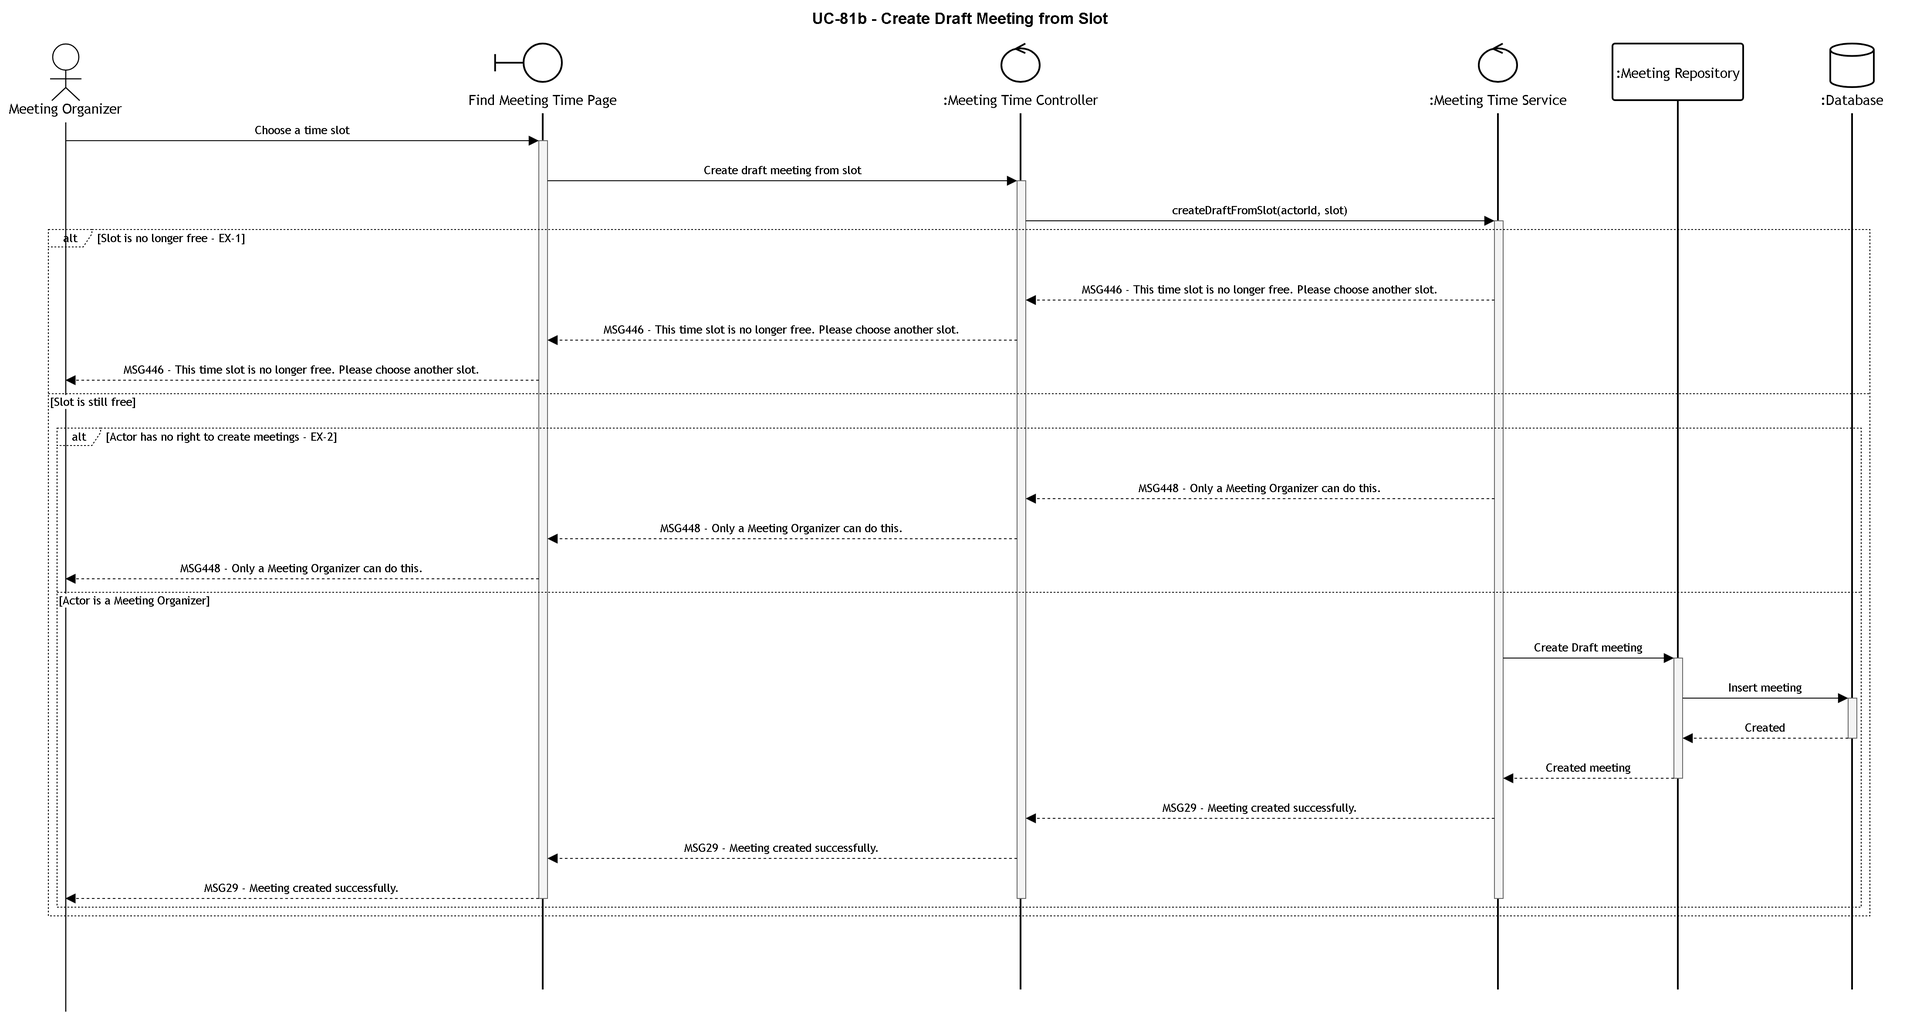 UC-81b - Create Draft Meeting from Slot
Meeting Organizer
Find Meeting Time Page
:Meeting Time Controller
:Meeting Time Service
:Meeting Repository
:Database
Choose a time slot
Create draft meeting from slot
createDraftFromSlot(actorId, slot)
alt
[Slot is no longer free - EX-1]
MSG446 - This time slot is no longer free. Please choose another slot.
MSG446 - This time slot is no longer free. Please choose another slot.
MSG446 - This time slot is no longer free. Please choose another slot.
[Slot is still free]
alt
[Actor has no right to create meetings - EX-2]
MSG448 - Only a Meeting Organizer can do this.
MSG448 - Only a Meeting Organizer can do this.
MSG448 - Only a Meeting Organizer can do this.
[Actor is a Meeting Organizer]
Create Draft meeting
Insert meeting
Created
Created meeting
MSG29 - Meeting created successfully.
MSG29 - Meeting created successfully.
MSG29 - Meeting created successfully.